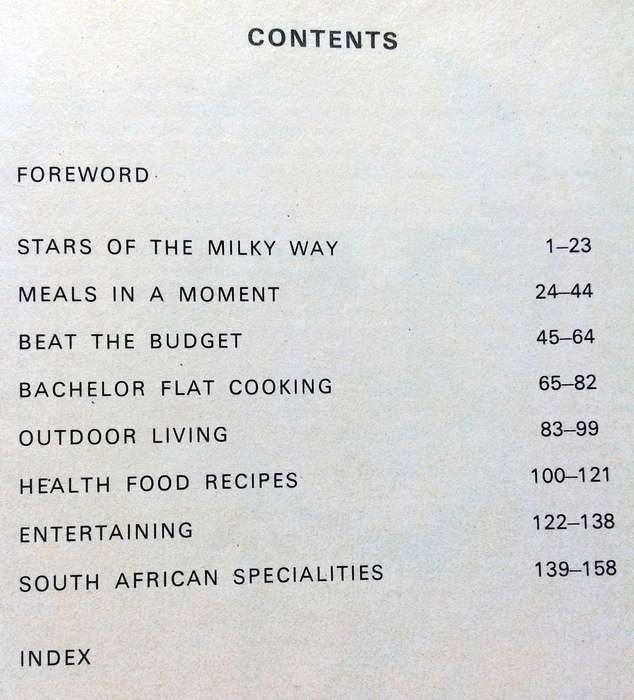 CONTENTS
FOREWORD
STARS OF THE MILKY WAY 1–23
MEALS IN A MOMENT 24–44
BEAT THE BUDGET 45–64
BACHELOR FLAT COOKING 65–82
OUTDOOR LIVING 83–99
HEALTH FOOD RECIPES 100–121
ENTERTAINING 122–138
SOUTH AFRICAN SPECIALITIES 139–158
INDEX